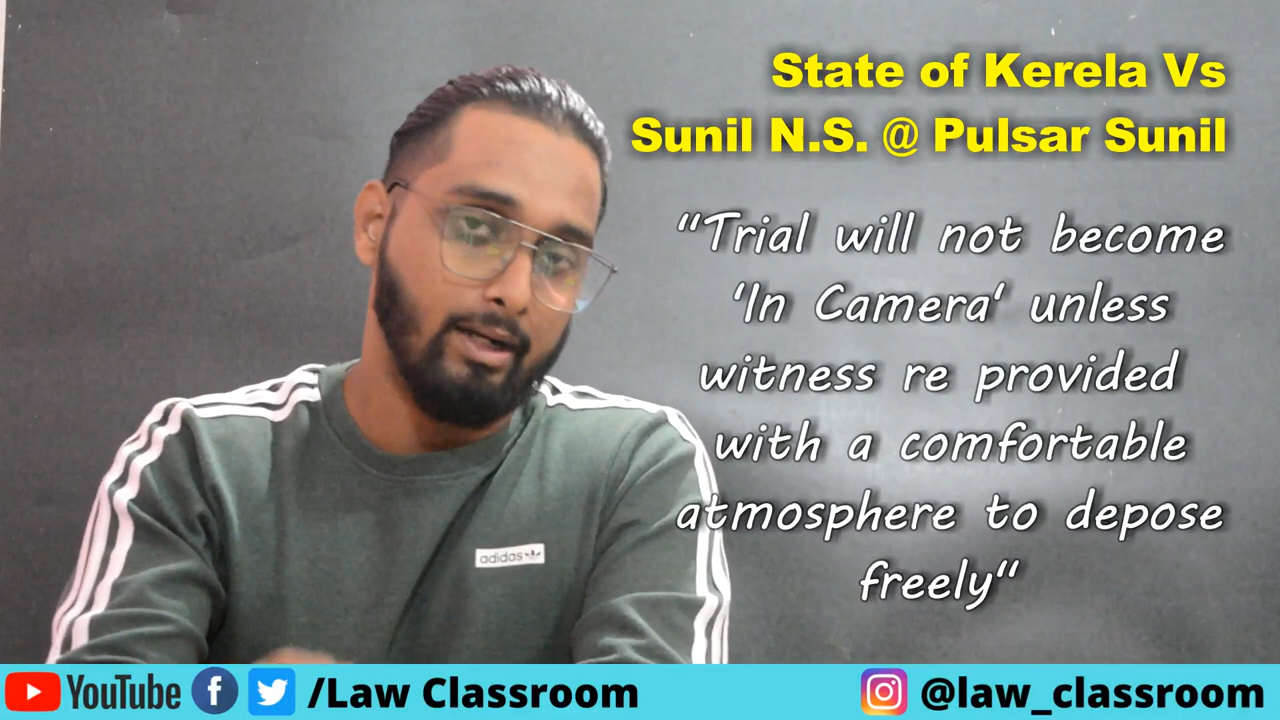 State of Kerela Vs
Sunil N.S. @ Pulsar Sunil
“Trial will not become
‘In Camera‘ unless
witness re provided
with a comfortable
atmosphere to depose
freely“
adidas
YouTube /Law Classroom
@law_classroom